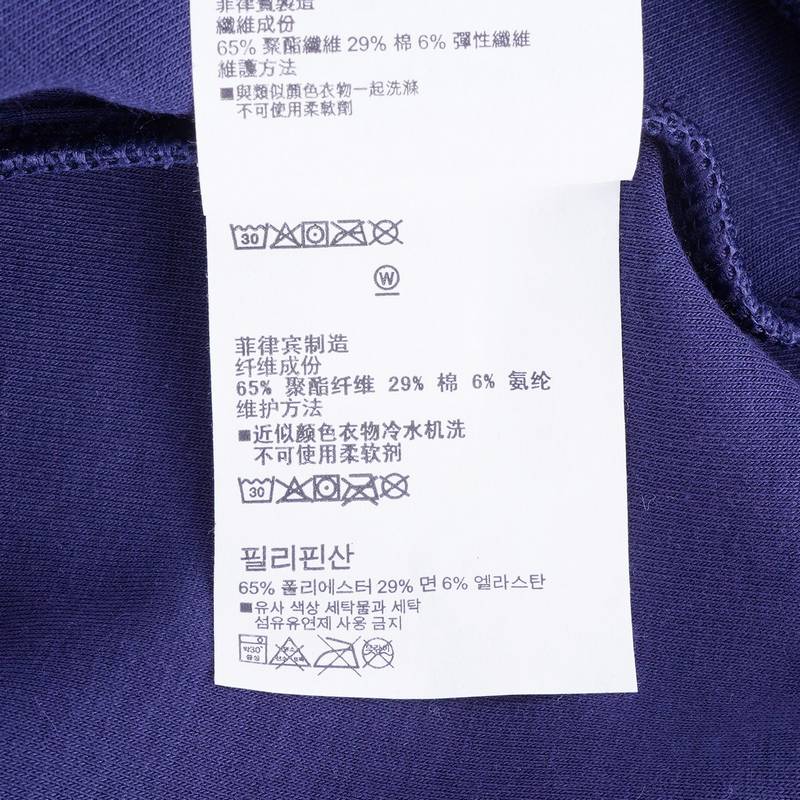 菲律賓製造
纖維成份
65% 聚酯纖維 29% 棉 6% 彈性纖維
維護方法
■與類似顏色衣物一起洗滌
不可使用柔軟劑
30
W
菲律宾制造
纤维成份
65% 聚酯纤维 29% 棉 6% 氨纶
维护方法
■近似颜色衣物冷水机洗
不可使用柔软剂
30
필리핀산
65% 폴리에스터 29% 면 6% 엘라스탄
■유사 색상 세탁물과 세탁
섬유유연제 사용 금지
약30°
중성